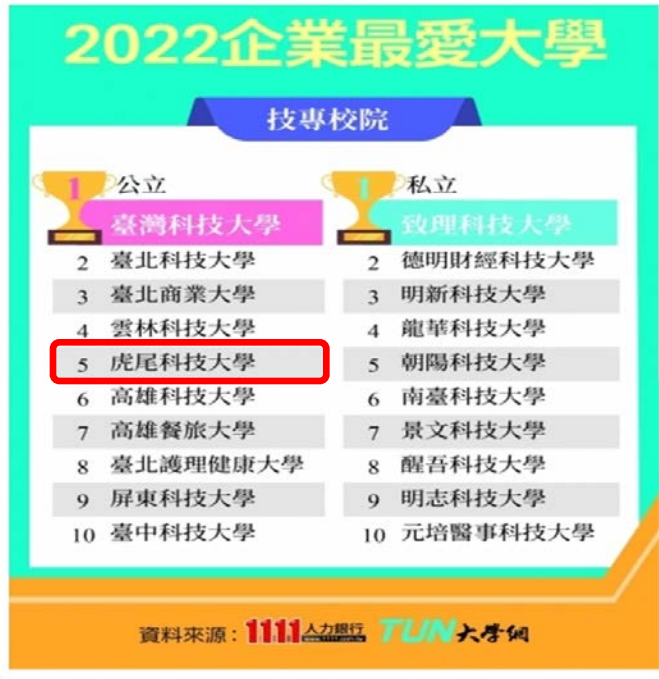 2022企業最愛大學
技專校院
1 公立
臺灣科技大學
2 臺北科技大學
3 臺北商業大學
4 雲林科技大學
5 虎尾科技大學
6 高雄科技大學
7 高雄餐旅大學
8 臺北護理健康大學
9 屏東科技大學
10 臺中科技大學
1 私立
致理科技大學
2 德明財經科技大學
3 明新科技大學
4 龍華科技大學
5 朝陽科技大學
6 南臺科技大學
7 景文科技大學
8 醒吾科技大學
9 明志科技大學
10 元培醫事科技大學
資料來源：1111人力銀行 TUN大學網